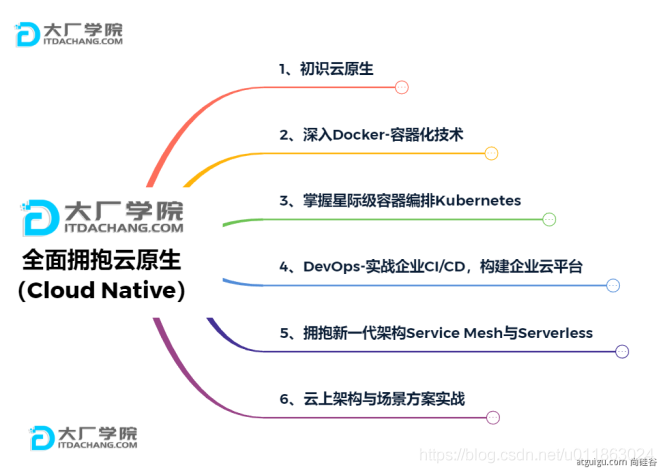 大厂学院
ITDACHANG.COM
1、初识云原生
2、深入Docker-容器化技术
3、掌握星际级容器编排Kubernetes
大厂学院
ITDACHANG.COM
全面拥抱云原生
（Cloud Native）
4、DevOps-实战企业CI/CD，构建企业云平台
5、拥抱新一代架构Service Mesh与Serverless
6、云上架构与场景方案实战
大厂学院
ITDACHANG.COM
https://blog.csdn.net/u011863024
atguigu.com 尚硅谷